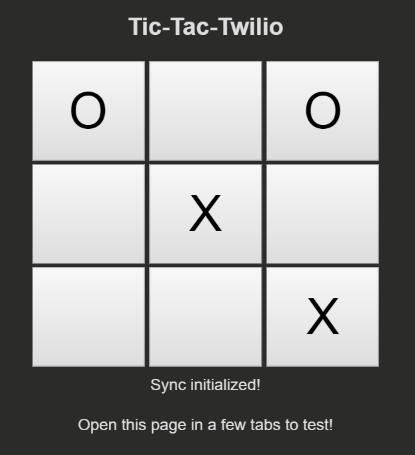 Tic-Tac-Twilio
O O
X
X
Sync initialized!
Open this page in a few tabs to test!